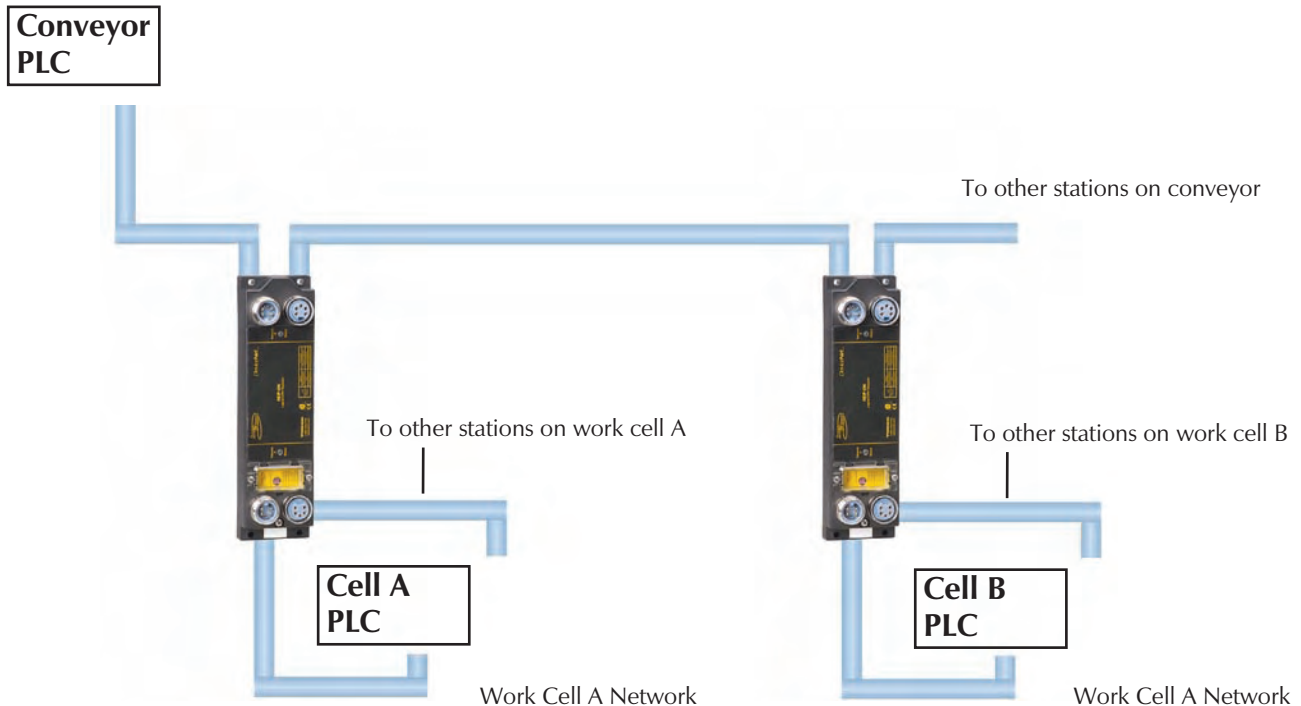 Conveyor
PLC
To other stations on conveyor
To other stations on work cell A
To other stations on work cell B
Cell A
PLC
Cell B
PLC
Work Cell A Network
Work Cell A Network